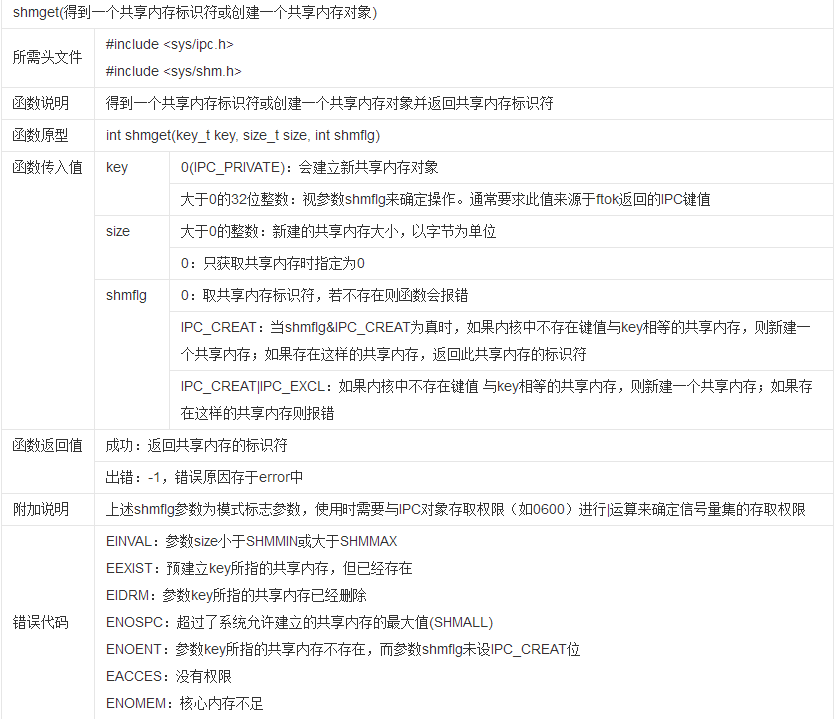 shmget(得到一个共享内存标识符或创建一个共享内存对象)
所需头文件
#include <sys/ipc.h>
#include <sys/shm.h>
函数说明
得到一个共享内存标识符或创建一个共享内存对象并返回共享内存标识符
函数原型
int shmget(key_t key, size_t size, int shmflg)
函数传入值
key
0(IPC_PRIVATE)：会建立新共享内存对象
大于0的32位整数：视参数shmflg来确定操作。通常要求此值来源于ftok返回的IPC键值
size
大于0的整数：新建的共享内存大小，以字节为单位
0：只获取共享内存时指定为0
shmflg
0：取共享内存标识符，若不存在则函数会报错
IPC_CREAT：当shmflg&IPC_CREAT为真时，如果内核中不存在键值与key相等的共享内存，则新建一
个共享内存；如果存在这样的共享内存，返回此共享内存的标识符
IPC_CREAT|IPC_EXCL：如果内核中不存在键值 与key相等的共享内存，则新建一个共享内存；如果存
在这样的共享内存则报错
函数返回值
成功：返回共享内存的标识符
出错：-1，错误原因存于error中
附加说明
上述shmflg参数为模式标志参数，使用时需要与IPC对象存取权限（如0600）进行|运算来确定信号量集的存取权限
错误代码
EINVAL：参数size小于SHMMIN或大于SHMMAX
EEXIST：预建立key所指的共享内存，但已经存在
EIDRM：参数key所指的共享内存已经删除
ENOSPC：超过了系统允许建立的共享内存的最大值(SHMALL)
ENOENT：参数key所指的共享内存不存在，而参数shmflg未设IPC_CREAT位
EACCES：没有权限
ENOMEM：核心内存不足